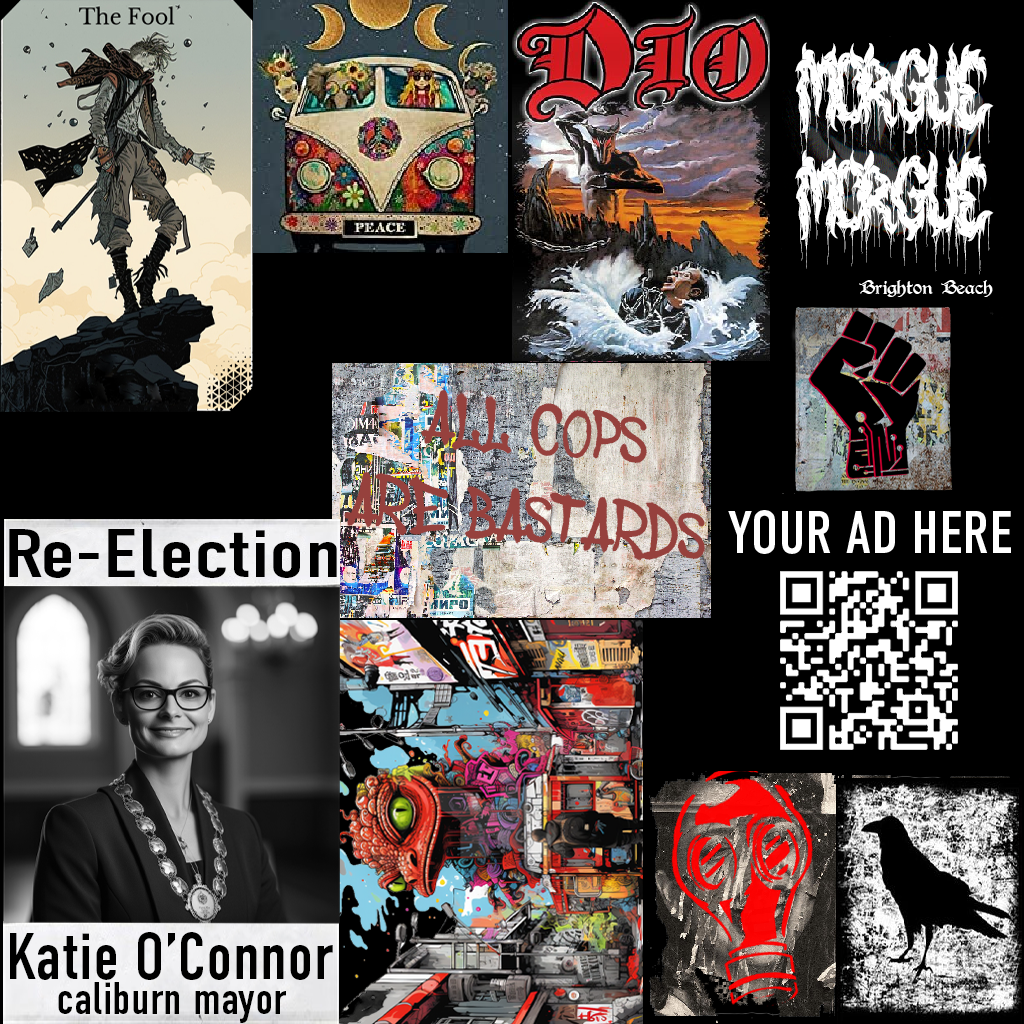 The Fool
PEACE
DIO
MORGUE
MORGUE
Brighton Beach
ALL COPS
ARE BASTARDS
YOUR AD HERE
Re-Election
Katie O’Connor
caliburn mayor